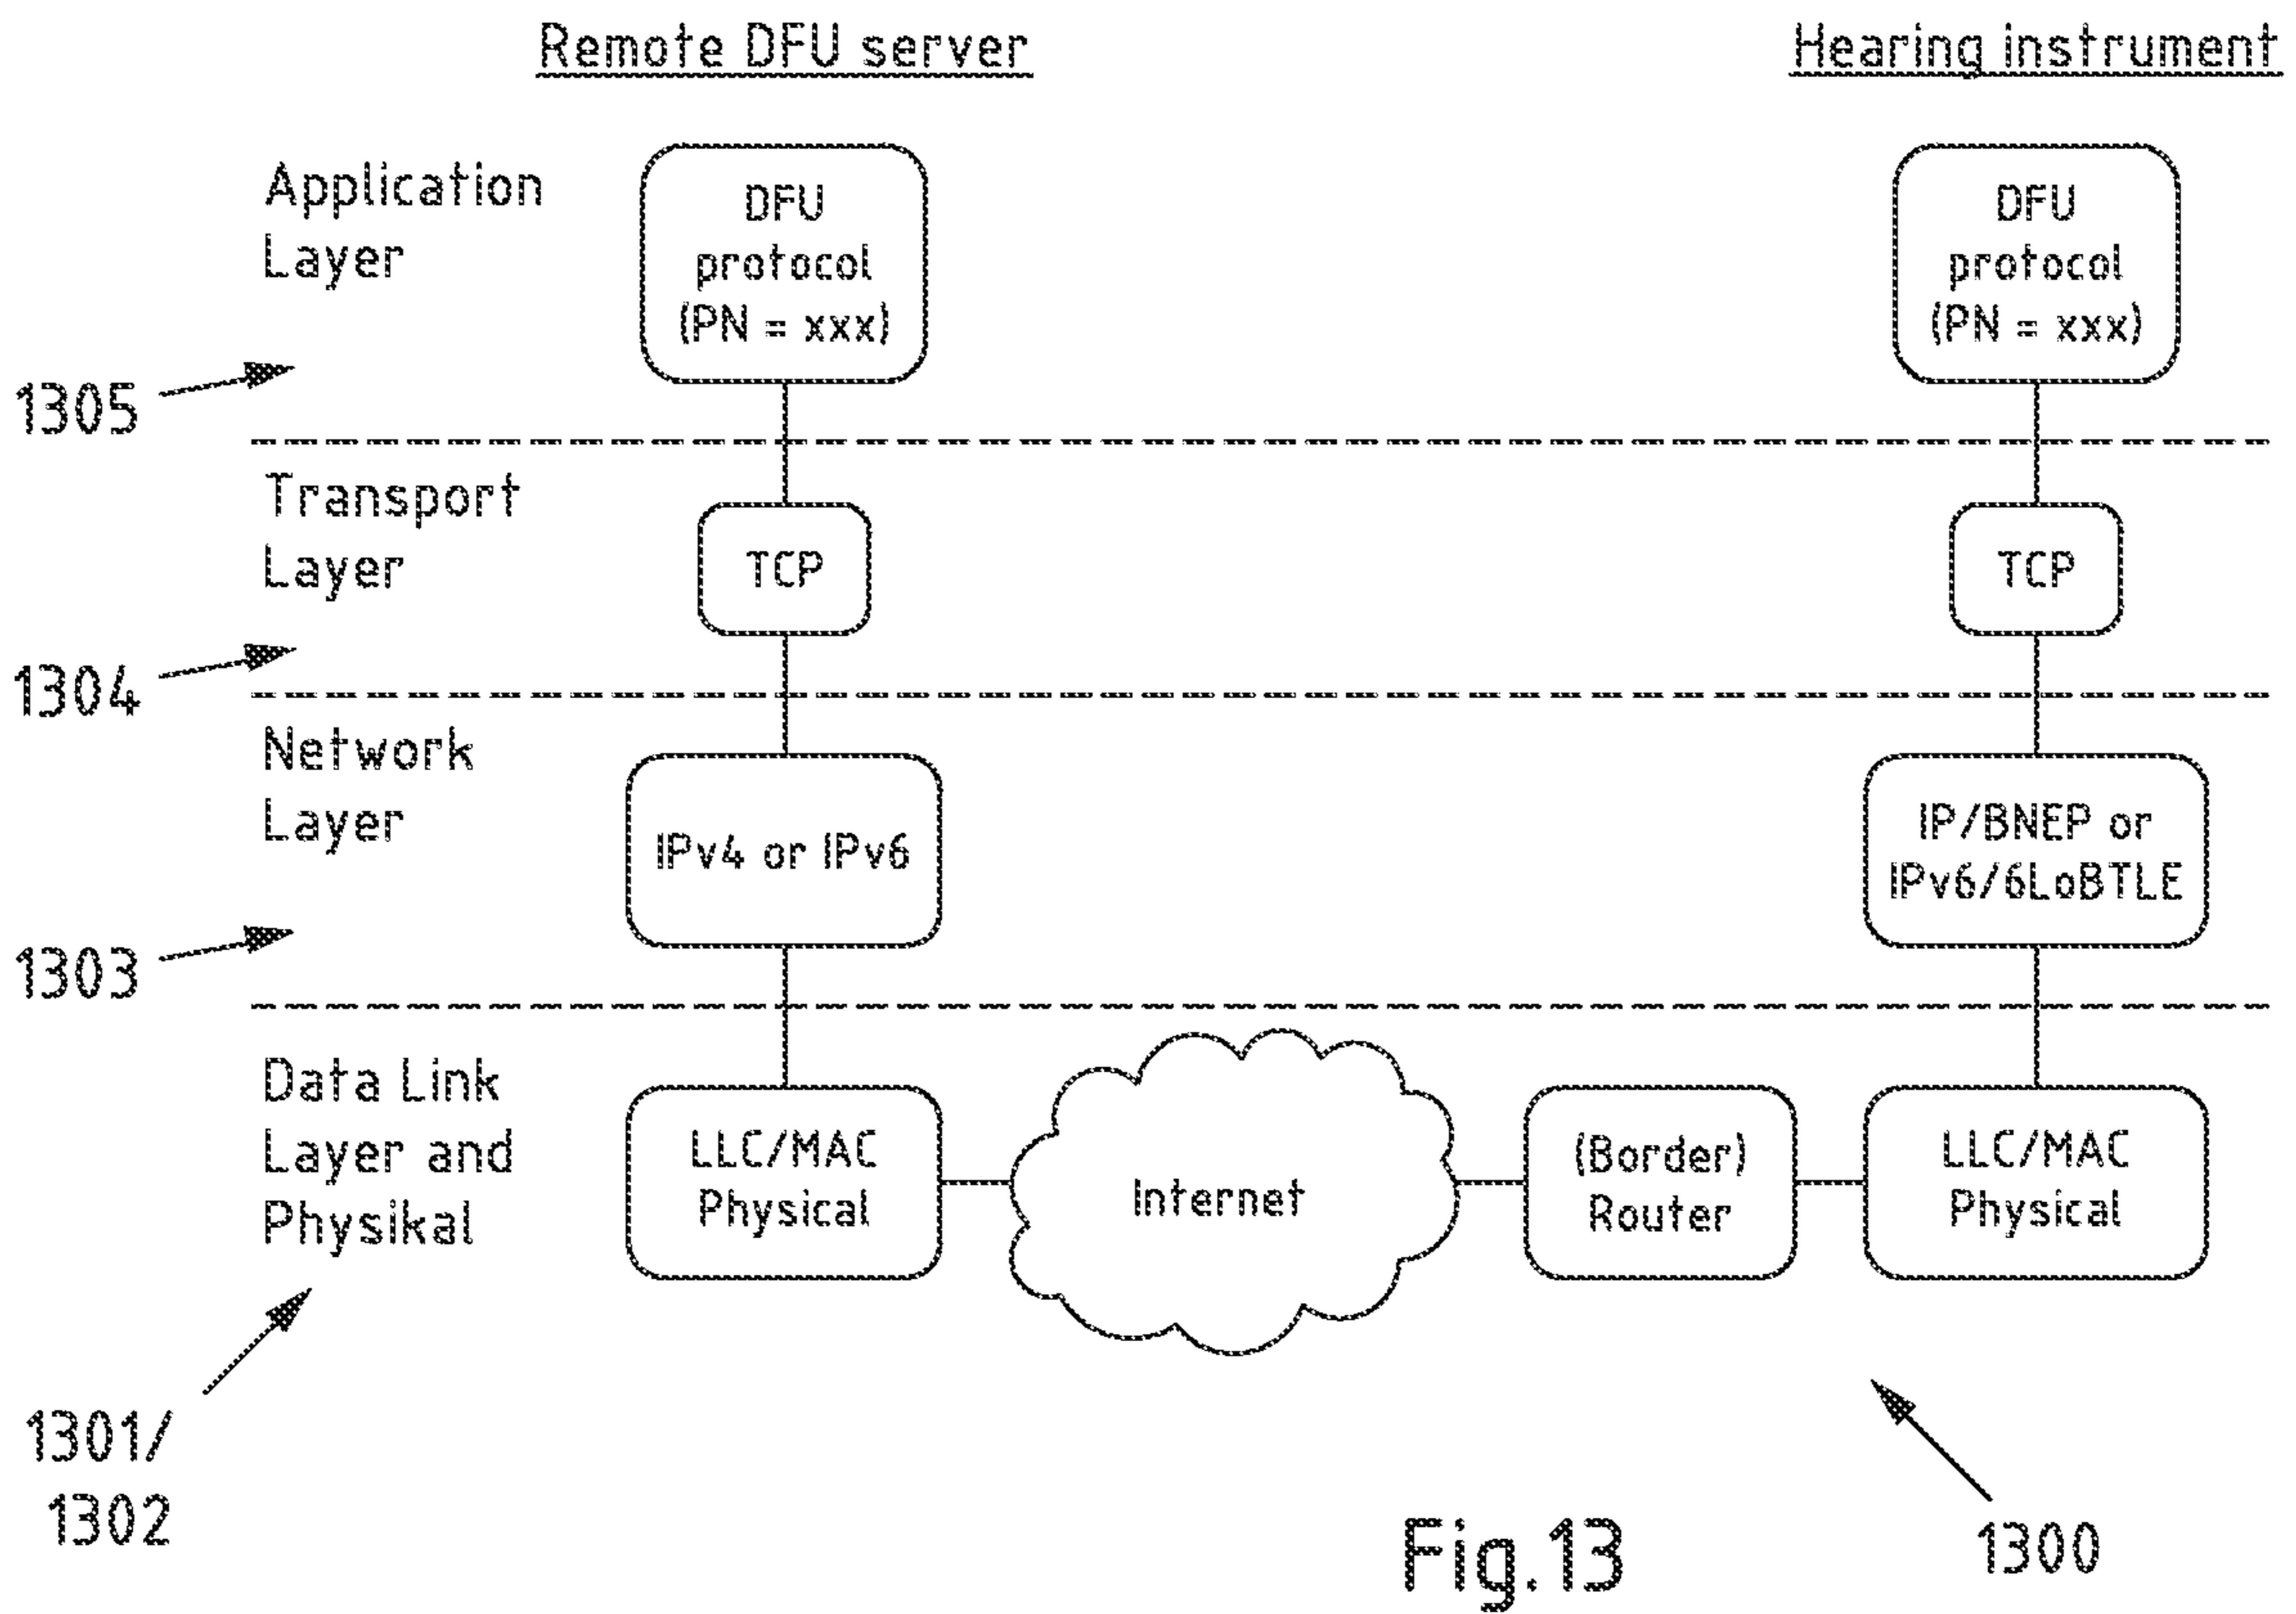 Remote DFU server
Hearing instrument
Application
Layer
DFU
protocol
(PN = xxx)
DFU
protocol
(PN = xxx)
1305
Transport
Layer
TCP
TCP
1304
Network
Layer
IPv4 or IPv6
IP/BNEP or
IPv6/6LoBTLE
1303
Data Link
Layer and
Physikal
LLC/MAC
Physical
Internet
(Border)
Router
LLC/MAC
Physical
1301/
1302
1300
Fig.13